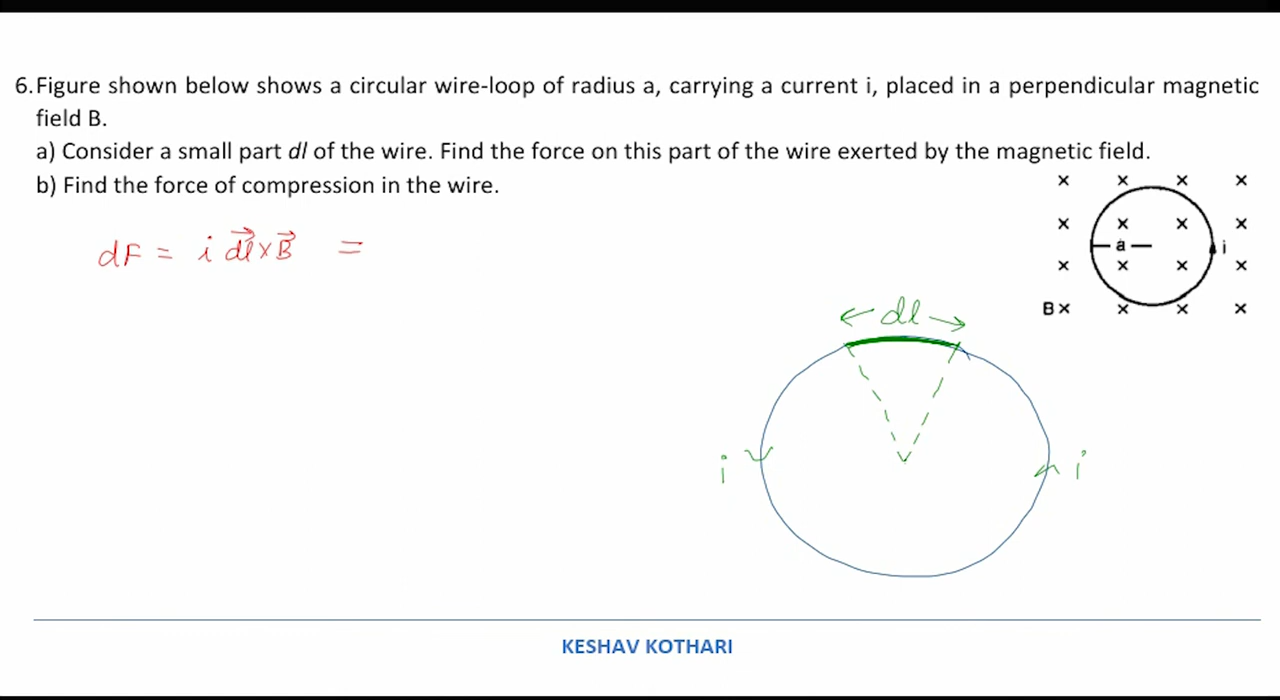 6. Figure shown below shows a circular wire-loop of radius a, carrying a current i, placed in a perpendicular magnetic
field B.
a) Consider a small part dl of the wire. Find the force on this part of the wire exerted by the magnetic field.
b) Find the force of compression in the wire.
× × × ×
× × × ×
a i
× × × ×
B× × × ×
dF = i dl⃗ × B⃗ =
dl
i i
KESHAV KOTHARI